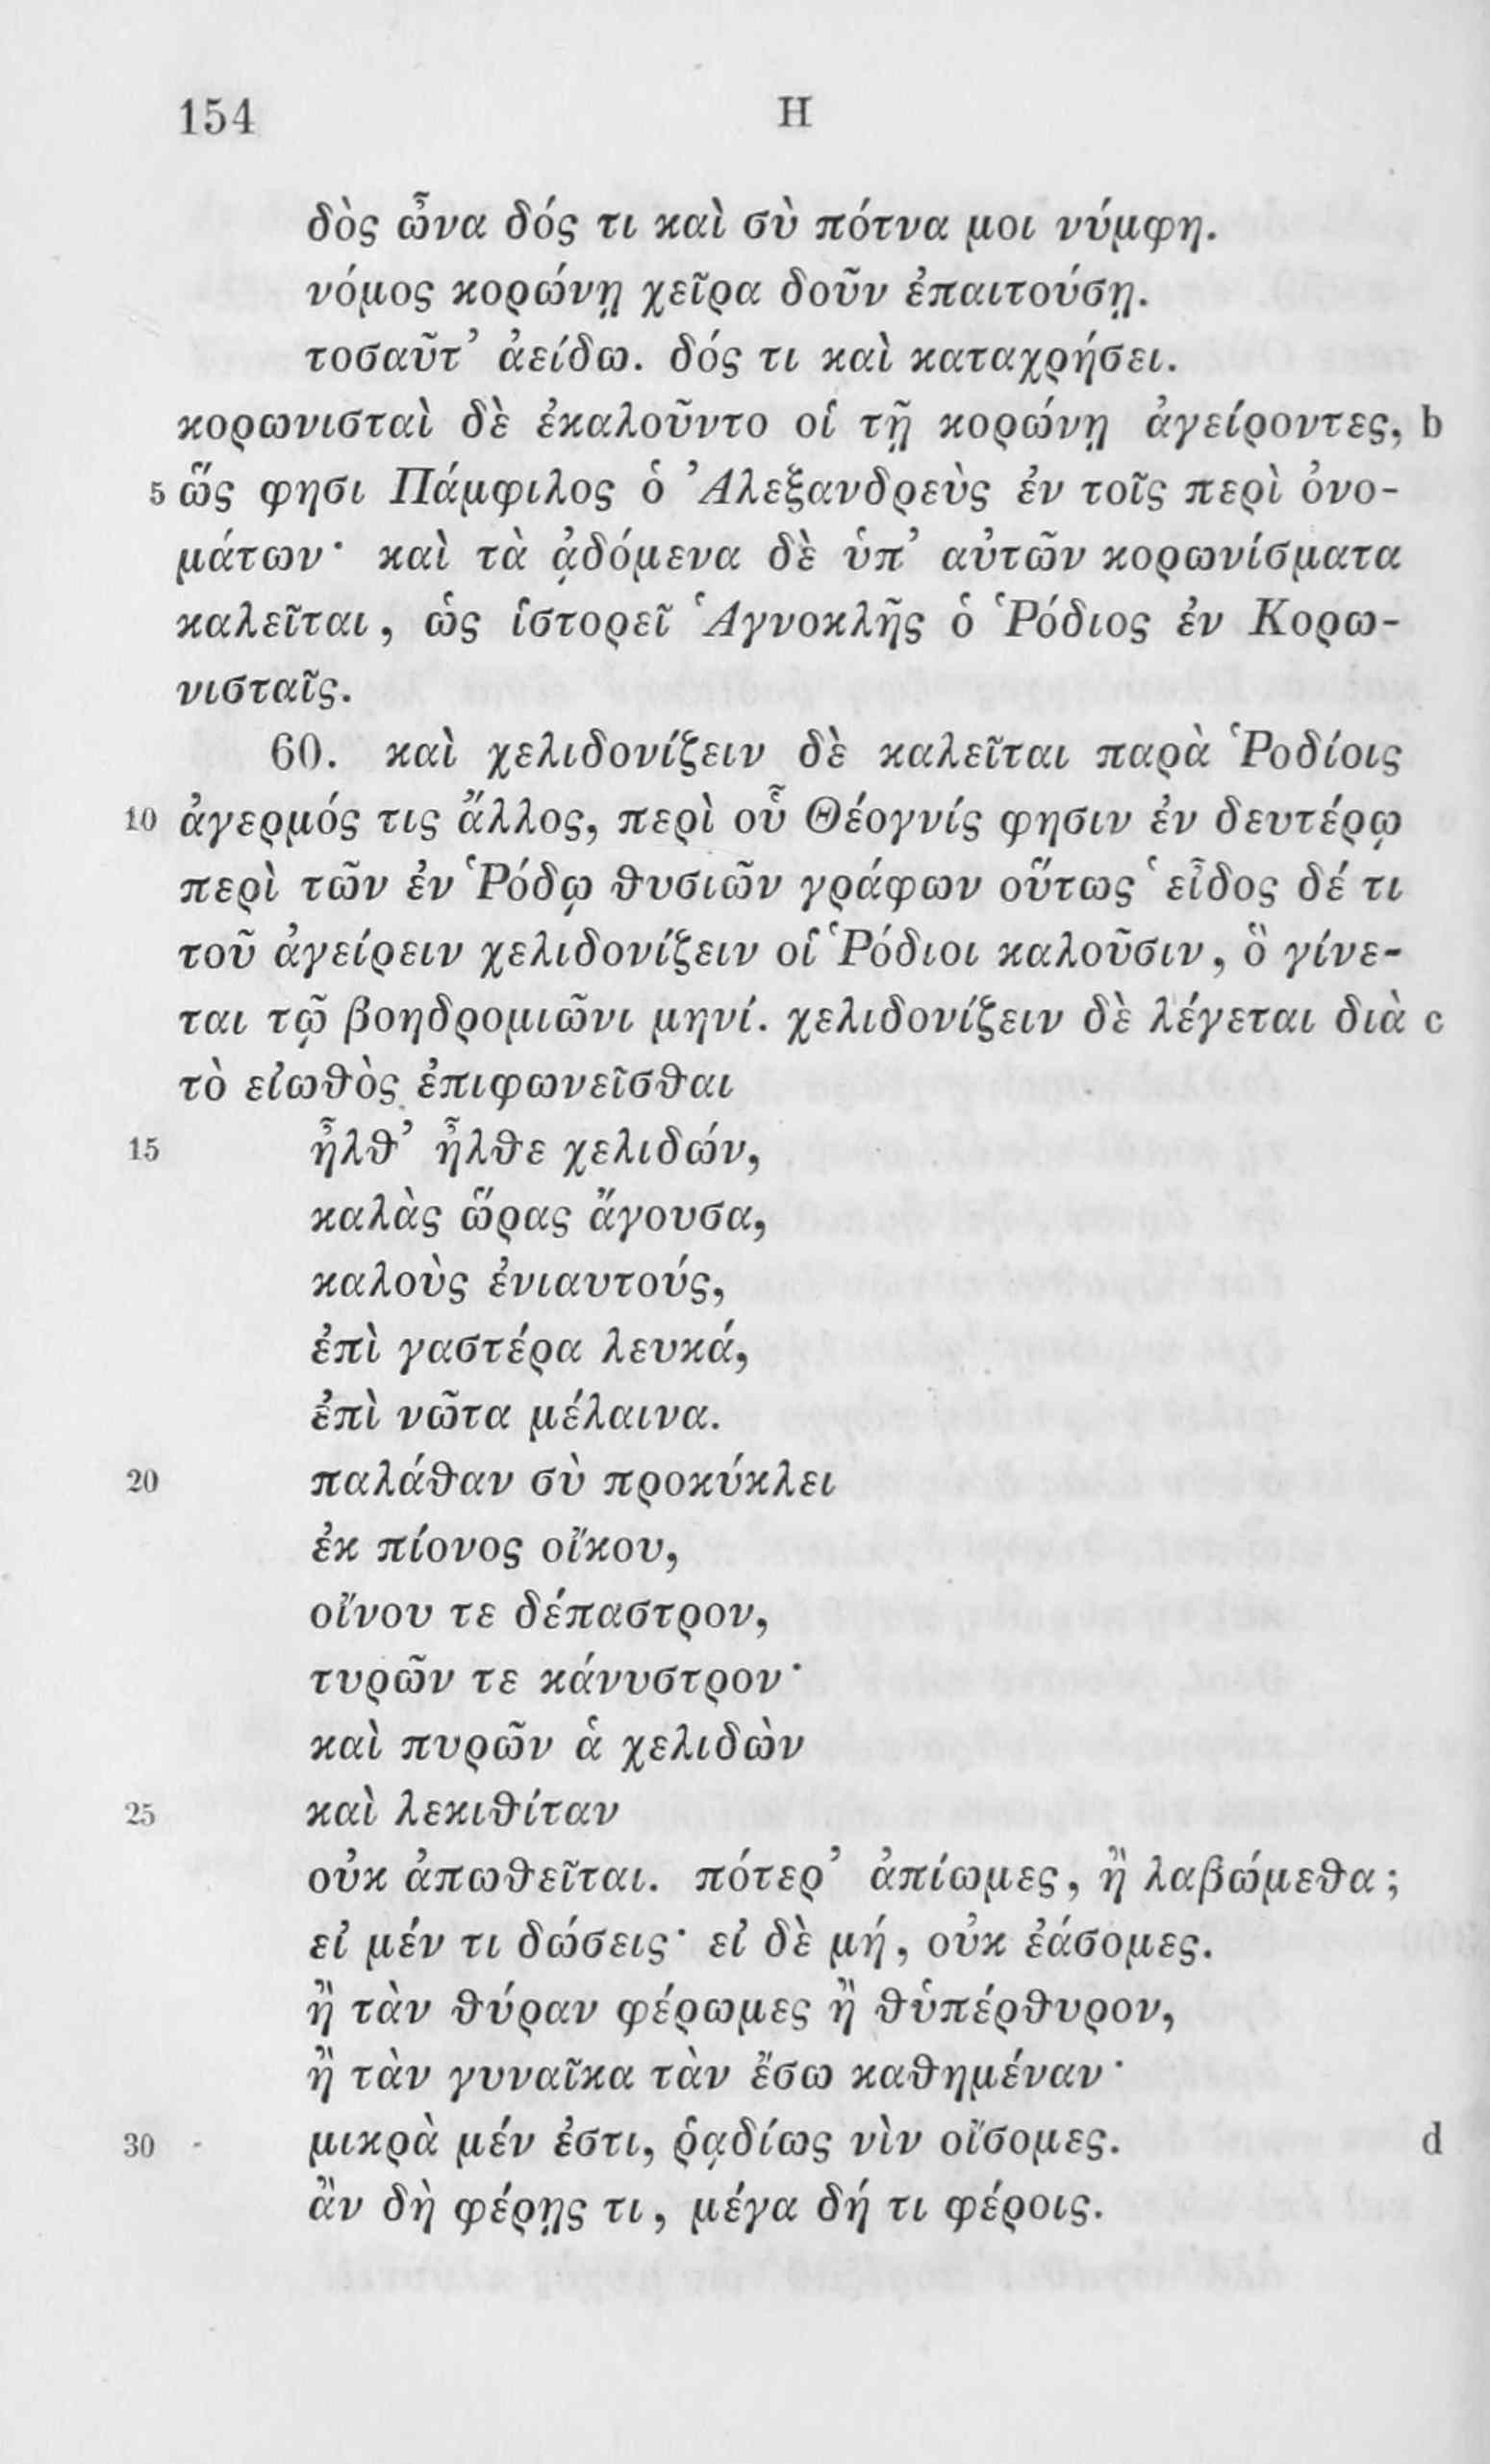 154 H
δὸς ὦνα δός τι καὶ σὺ πότνα μοι νύμφη.
νόμος κορώνῃ χεῖρα δοῦν ἐπαιτούσῃ.
τοσαῦτ’ ἀείδω. δός τι καὶ καταχρήσει.
κορωνισταὶ δὲ ἐκαλοῦντο οἱ τῇ κορώνῃ ἀγείροντες, b
5 ὥς φησι Πάμφιλος ὁ Ἀλεξανδρεὺς ἐν τοῖς περὶ ὀνο-
μάτων· καὶ τὰ ᾀδόμενα δὲ ὑπ’ αὐτῶν κορωνίσματα
καλεῖται, ὡς ἱστορεῖ Ἁγνοκλῆς ὁ Ῥόδιος ἐν Κορω-
νισταῖς.
60. καὶ χελιδονίζειν δὲ καλεῖται παρὰ Ῥοδίοις
10 ἀγερμός τις ἄλλος, περὶ οὗ Θέογνίς φησιν ἐν δευτέρῳ
περὶ τῶν ἐν Ῥόδῳ θυσιῶν γράφων οὕτως ‛εἶδος δέ τι
τοῦ ἀγείρειν χελιδονίζειν οἱ Ῥόδιοι καλοῦσιν, ὃ γίνε-
ται τῷ βοηδρομιῶνι μηνί. χελιδονίζειν δὲ λέγεται διὰ c
τὸ εἰωθὸς ἐπιφωνεῖσθαι
15 ἦλθ’ ἦλθε χελιδών,
καλὰς ὥρας ἄγουσα,
καλοὺς ἐνιαυτούς,
ἐπὶ γαστέρα λευκά,
ἐπὶ νῶτα μέλαινα.
20 παλάθαν σὺ προκύκλει
ἐκ πίονος οἴκου,
οἴνου τε δέπαστρον,
τυρῶν τε κάνυστρον·
καὶ πυρῶν ἁ χελιδὼν
25 καὶ λεκιθίταν
οὐκ ἀπωθεῖται. πότερ’ ἀπίωμες, ἢ λαβώμεθα;
εἰ μέν τι δώσεις· εἰ δὲ μή, οὐκ ἐάσομες.
ἢ τὰν θύραν φέρωμες ἢ θὑπέρθυρον,
ἢ τὰν γυναῖκα τὰν ἔσω καθημέναν·
30 μικρὰ μέν ἐστι, ῥᾳδίως νὶν οἴσομες. d
ἂν δὴ φέρῃς τι, μέγα δή τι φέροις.